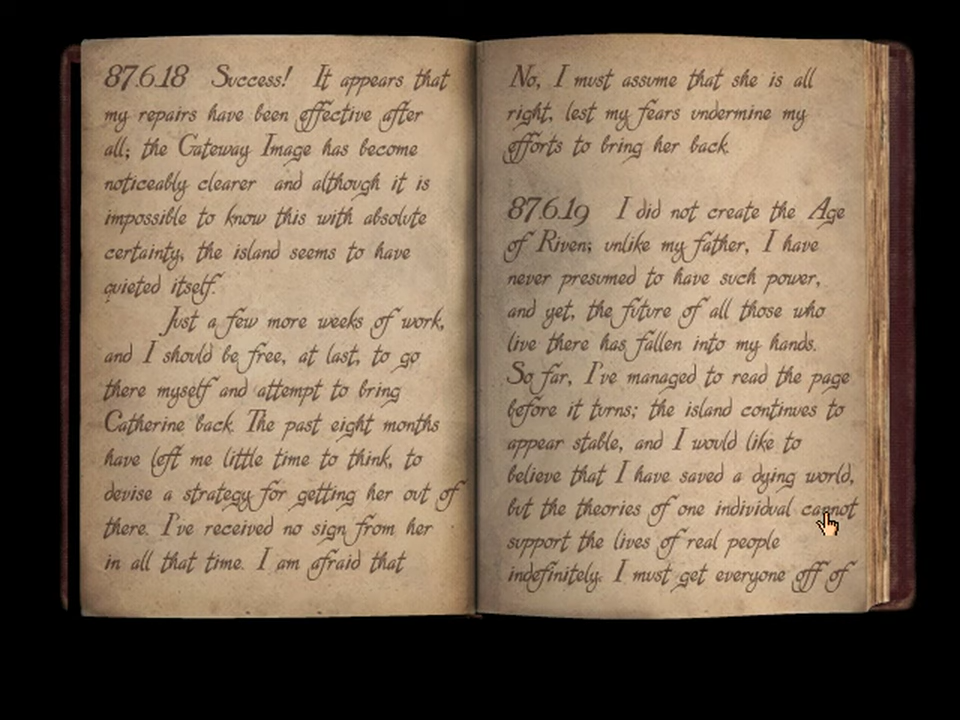 87.6.18 Success! It appears that
my repairs have been effective after
all; the Gateway Image has become
noticeably clearer and although it is
impossible to know this with absolute
certainty, the island seems to have
quieted itself.
Just a few more weeks of work,
and I should be free, at last, to go
there myself and attempt to bring
Catherine back. The past eight months
have left me little time to think, to
devise a strategy for getting her out of
there. I've received no sign from her
in all that time. I am afraid that
No, I must assume that she is all
right, lest my fears undermine my
efforts to bring her back.
87.6.19 I did not create the Age
of Riven; unlike my father, I have
never presumed to have such power,
and yet, the future of all those who
live there has fallen into my hands.
So far, I've managed to read the page
before it turns; the island continues to
appear stable, and I would like to
believe that I have saved a dying world,
but the theories of one individual cannot
support the lives of real people
indefinitely. I must get everyone off of